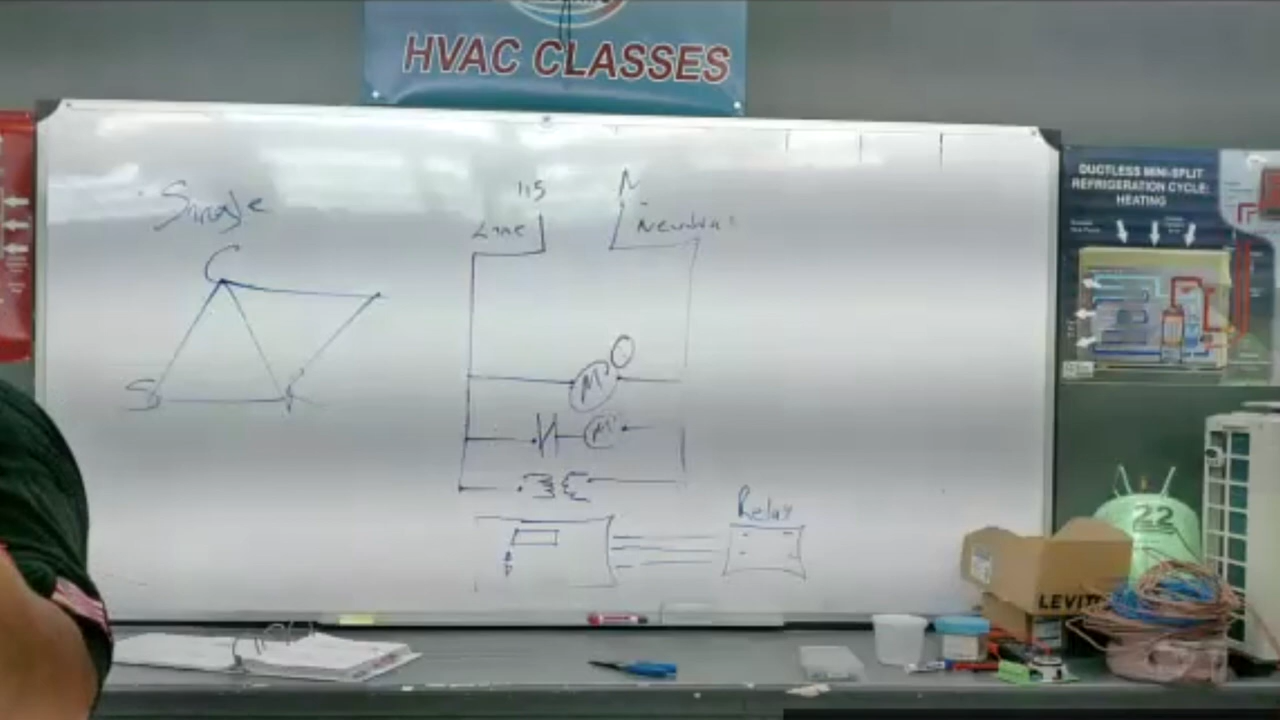 HVAC CLASSES
Single
C
S
R
115
Line
N
Neutral
M
M
Relay
DUCTLESS MINI-SPLIT
REFRIGERATION CYCLE:
HEATING
22
LEVIT